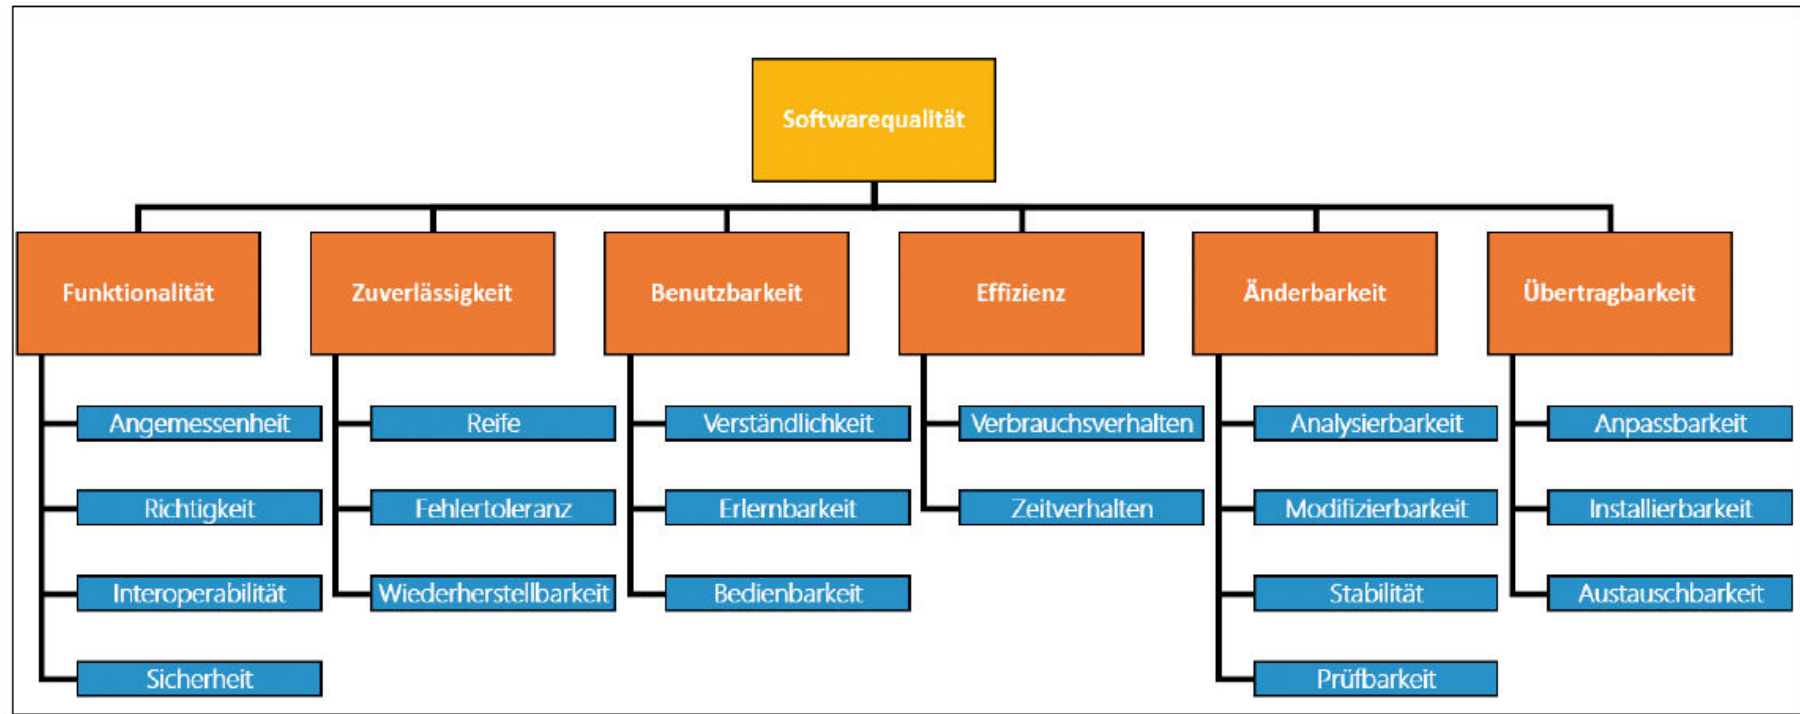 Softwarequalität
Funktionalität
Zuverlässigkeit
Benutzbarkeit
Effizienz
Änderbarkeit
Übertragbarkeit
Angemessenheit
Richtigkeit
Interoperabilität
Sicherheit
Reife
Fehlertoleranz
Wiederherstellbarkeit
Verständlichkeit
Erlernbarkeit
Bedienbarkeit
Verbrauchsverhalten
Zeitverhalten
Analysierbarkeit
Modifizierbarkeit
Stabilität
Prüfbarkeit
Anpassbarkeit
Installierbarkeit
Austauschbarkeit